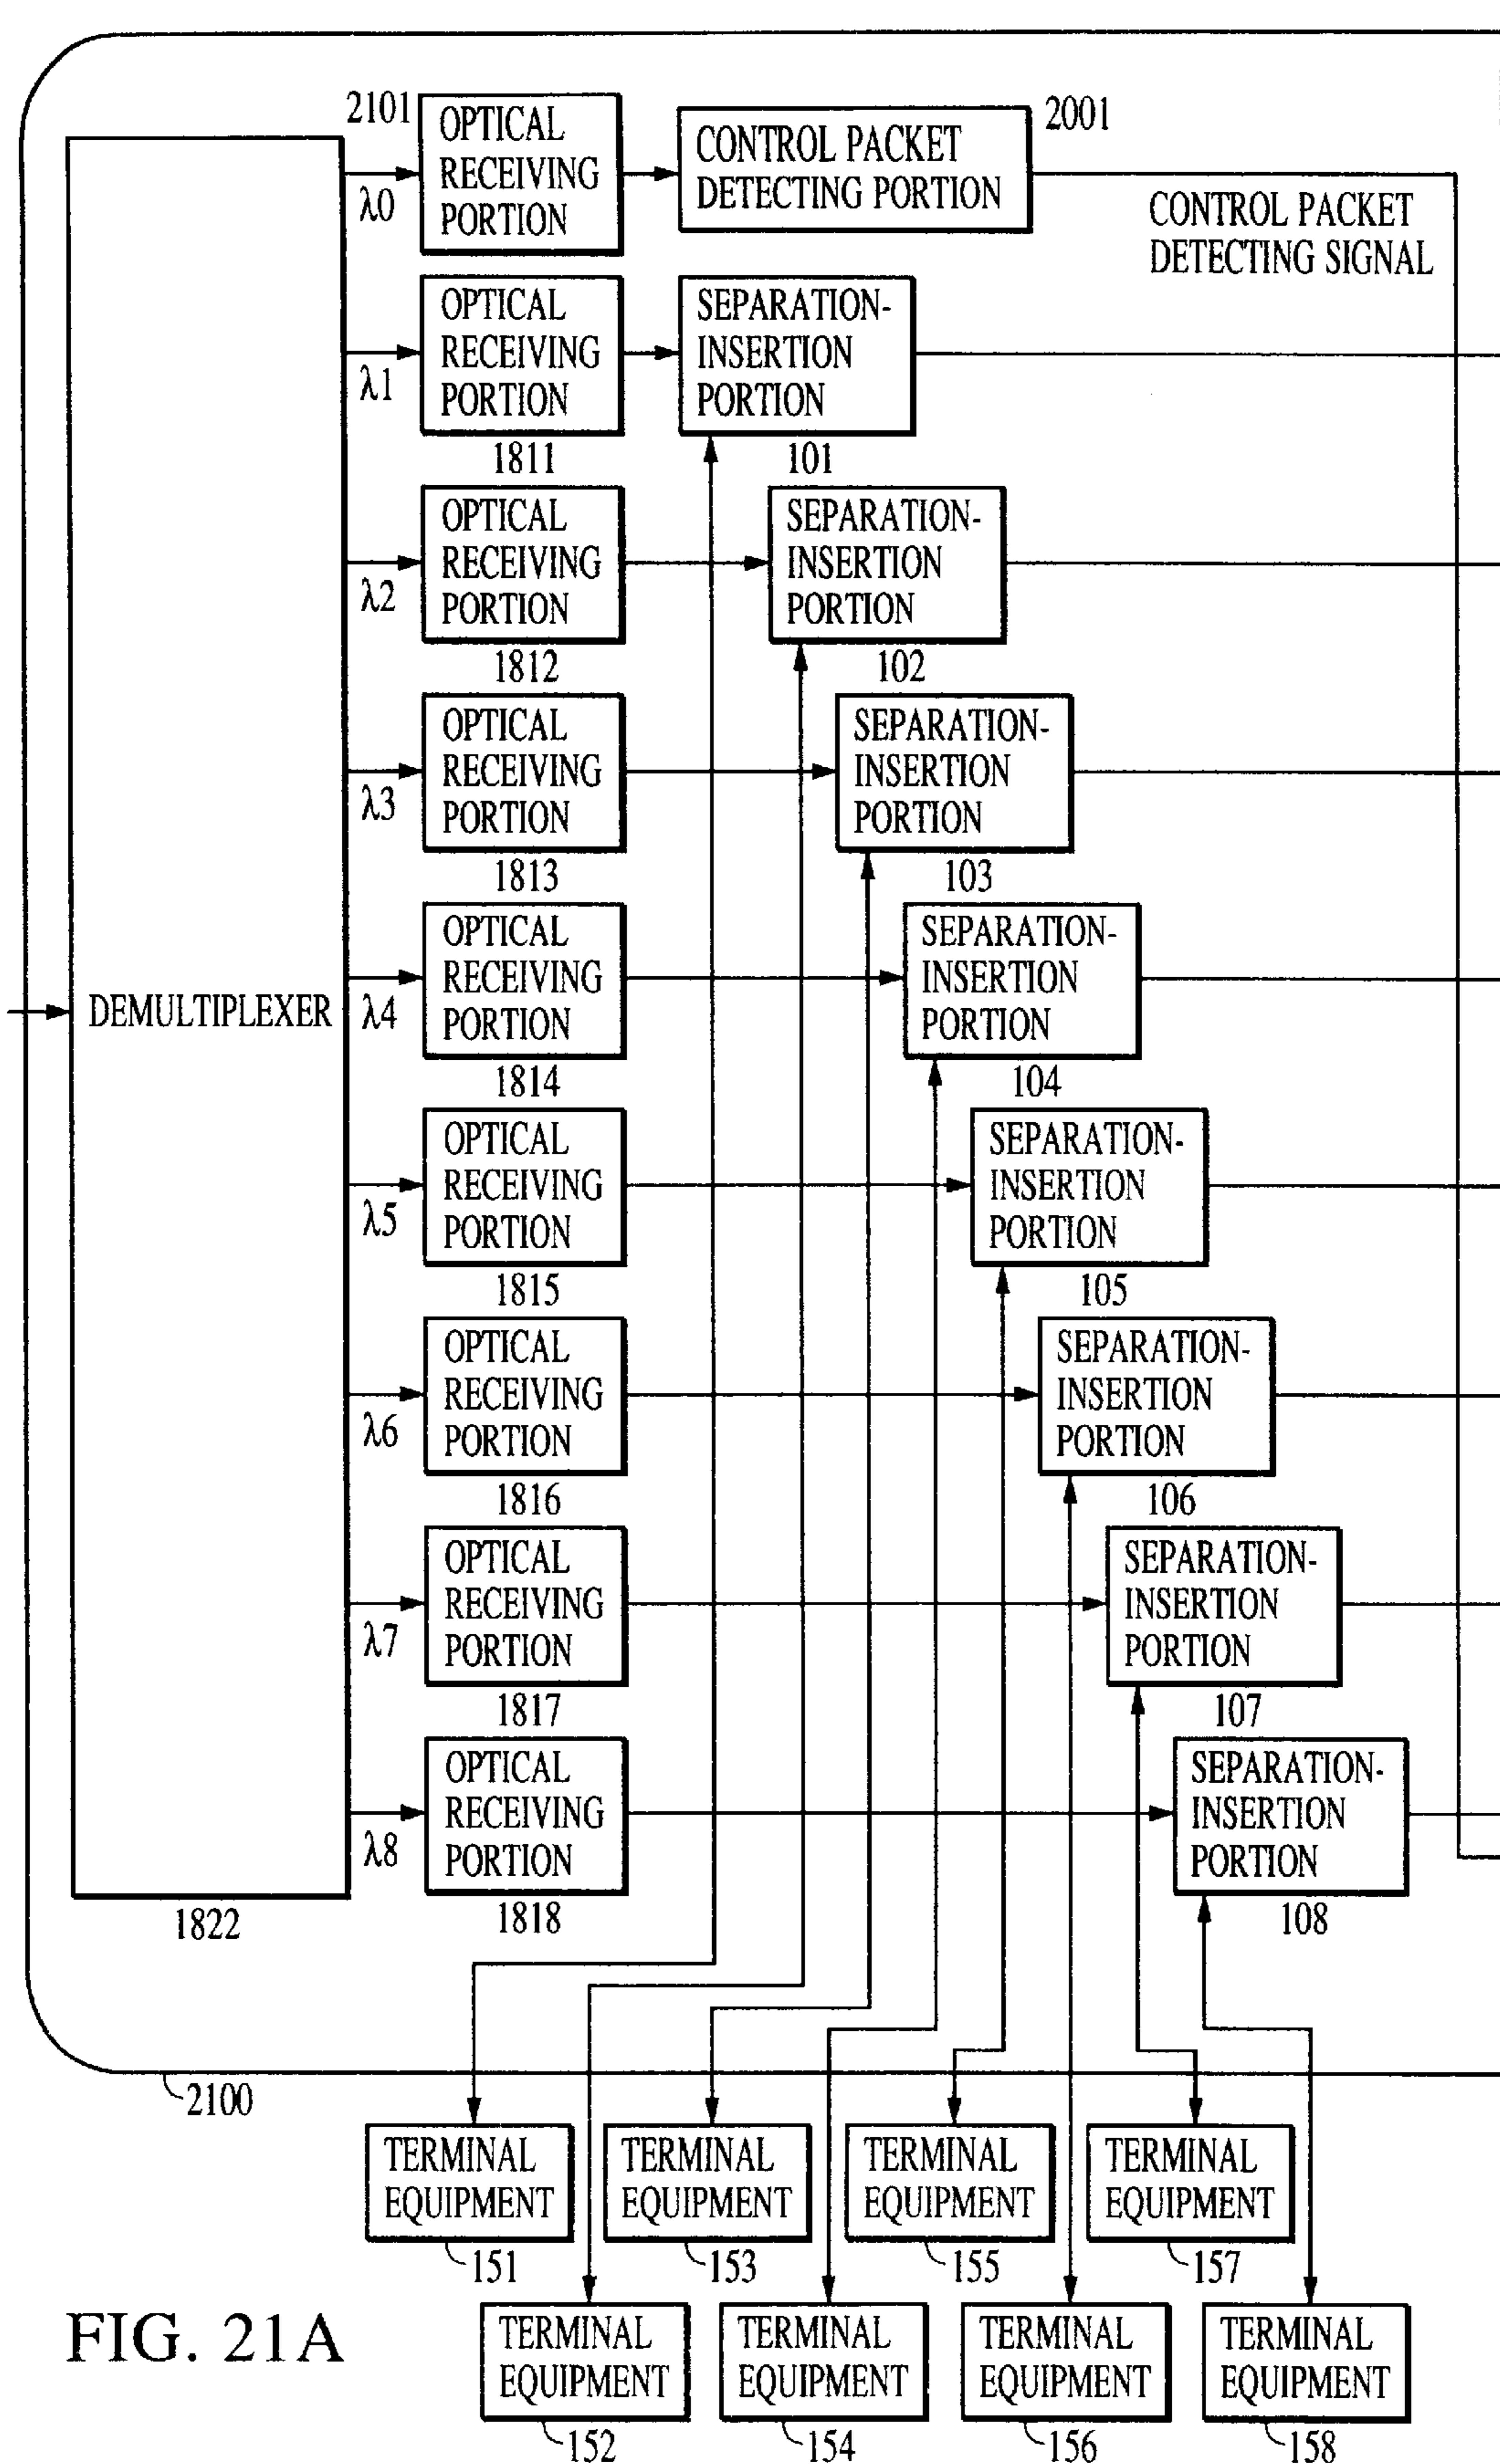 2101
OPTICAL
RECEIVING
PORTION
λ0
CONTROL PACKET
DETECTING PORTION
2001
CONTROL PACKET
DETECTING SIGNAL
OPTICAL
RECEIVING
PORTION
λ1
1811
SEPARATION-
INSERTION
PORTION
101
OPTICAL
RECEIVING
PORTION
λ2
1812
SEPARATION-
INSERTION
PORTION
102
OPTICAL
RECEIVING
PORTION
λ3
1813
SEPARATION-
INSERTION
PORTION
103
DEMULTIPLEXER
OPTICAL
RECEIVING
PORTION
λ4
1814
SEPARATION-
INSERTION
PORTION
104
OPTICAL
RECEIVING
PORTION
λ5
1815
SEPARATION-
INSERTION
PORTION
105
OPTICAL
RECEIVING
PORTION
λ6
1816
SEPARATION-
INSERTION
PORTION
106
OPTICAL
RECEIVING
PORTION
λ7
1817
SEPARATION-
INSERTION
PORTION
107
OPTICAL
RECEIVING
PORTION
λ8
1818
SEPARATION-
INSERTION
PORTION
108
1822
2100
TERMINAL
EQUIPMENT
151
TERMINAL
EQUIPMENT
153
TERMINAL
EQUIPMENT
155
TERMINAL
EQUIPMENT
157
TERMINAL
EQUIPMENT
152
TERMINAL
EQUIPMENT
154
TERMINAL
EQUIPMENT
156
TERMINAL
EQUIPMENT
158
FIG. 21A